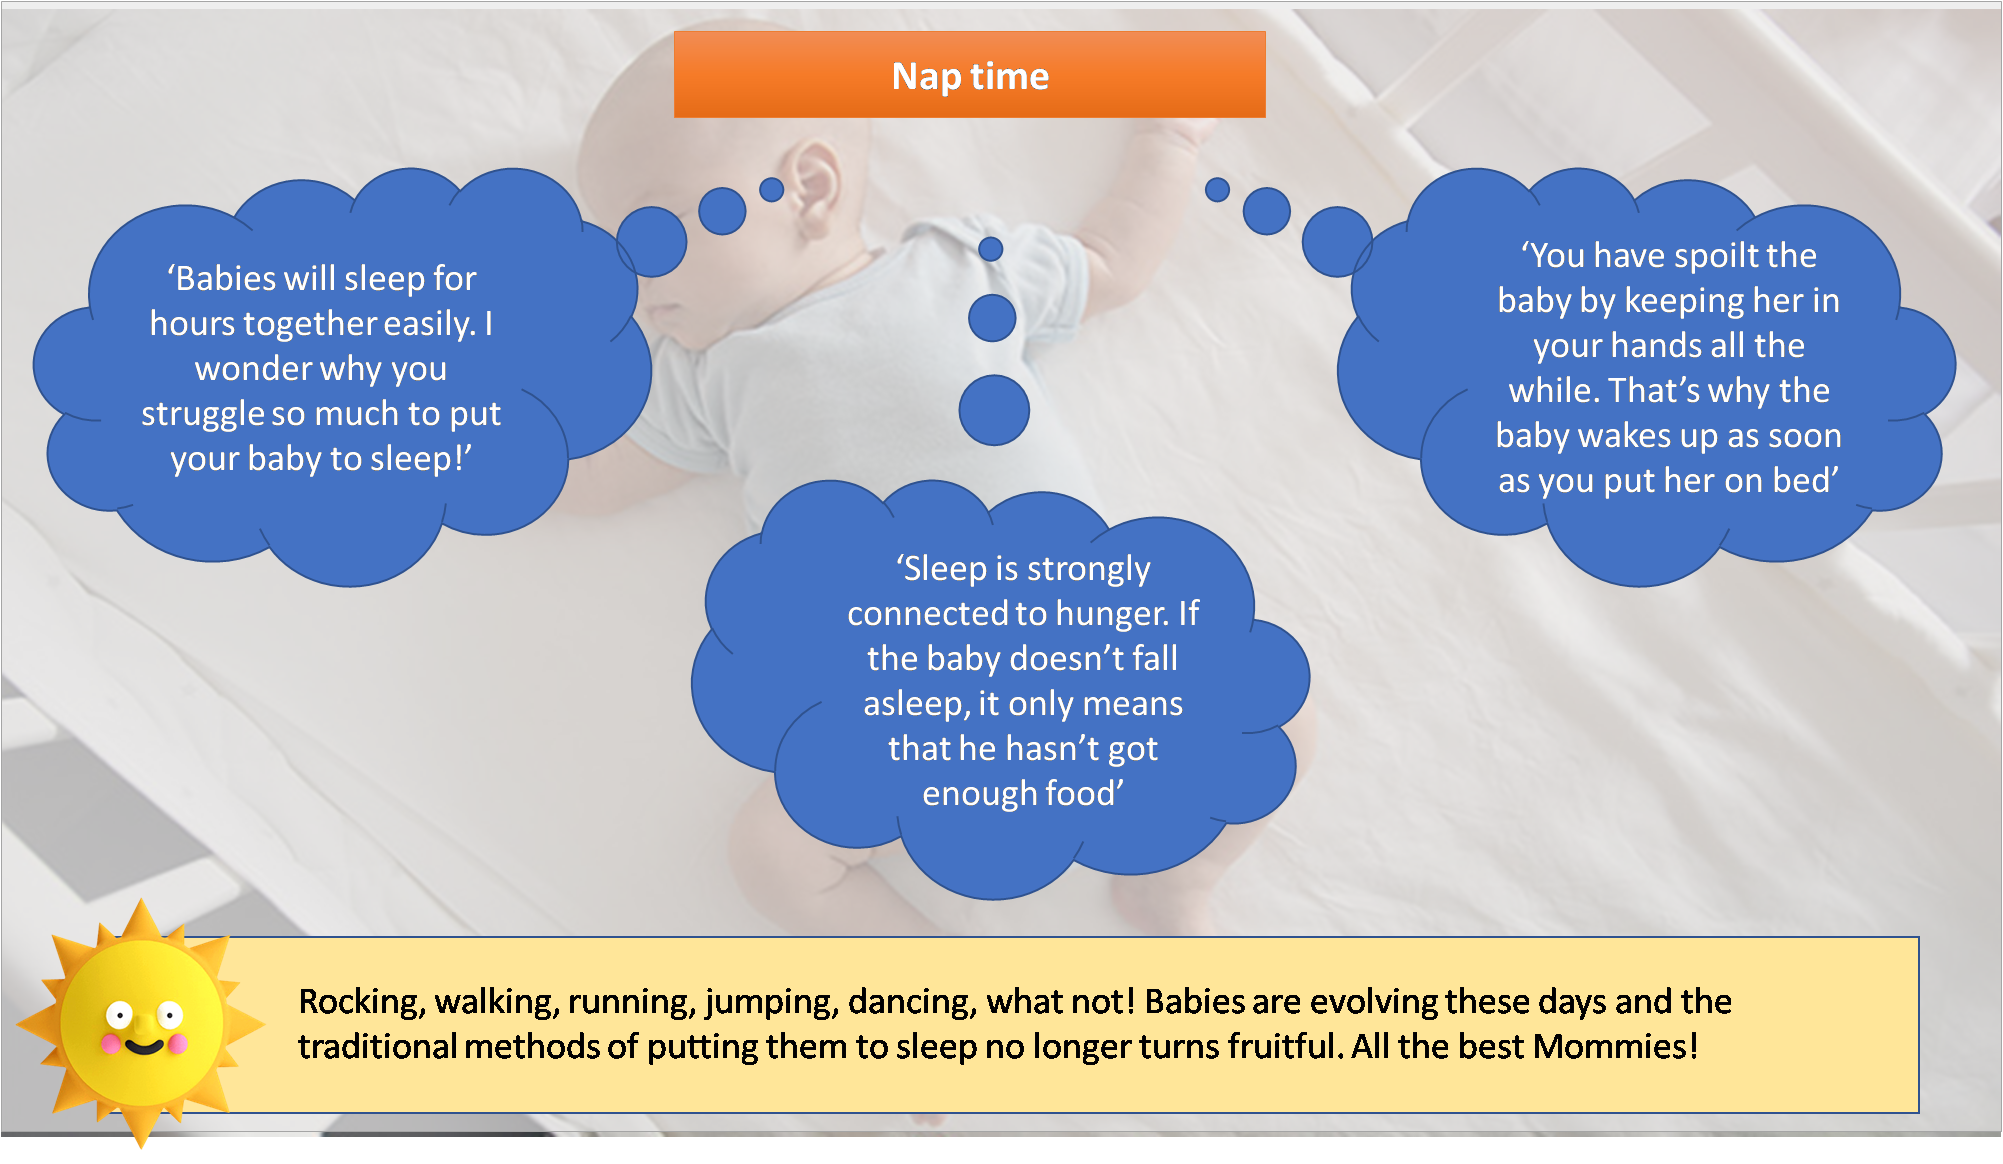 Nap time
‘Babies will sleep for
hours together easily. I
wonder why you
struggle so much to put
your baby to sleep!’
‘Sleep is strongly
connected to hunger. If
the baby doesn’t fall
asleep, it only means
that he hasn’t got
enough food’
‘You have spoilt the
baby by keeping her in
your hands all the
while. That’s why the
baby wakes up as soon
as you put her on bed’
Rocking, walking, running, jumping, dancing, what not! Babies are evolving these days and the
traditional methods of putting them to sleep no longer turns fruitful. All the best Mommies!